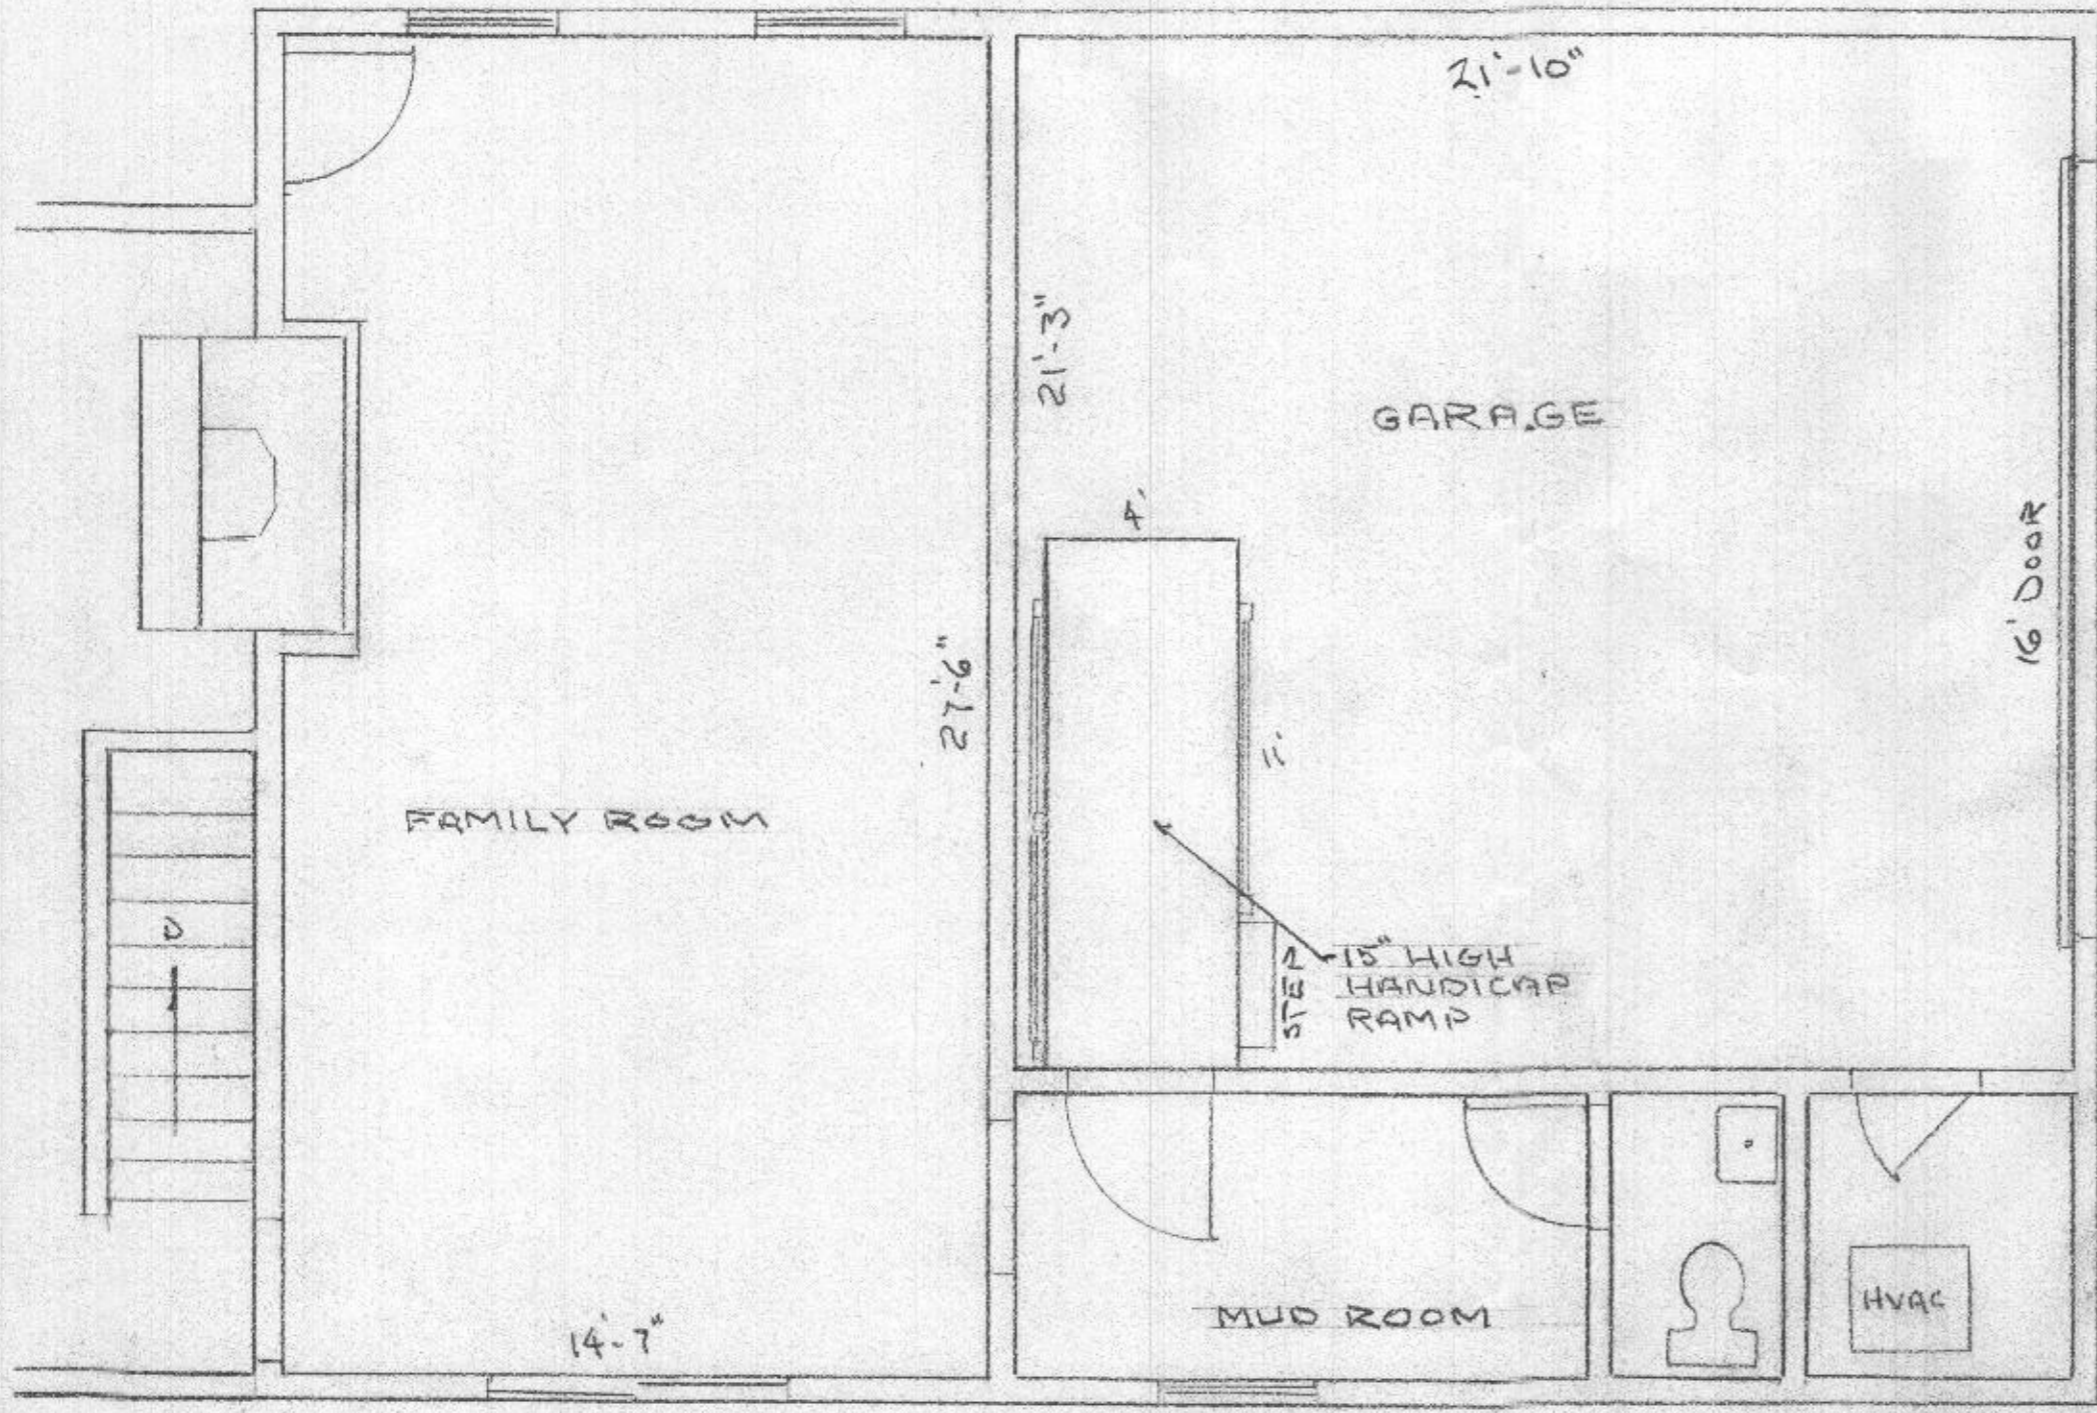 21'-10"
21'-3"
GARAGE
4'
16' DOOR
27'-6"
11'
FAMILY ROOM
U
STEP
15" HIGH
HANDICAP
RAMP
HVAC
MUD ROOM
14'-7"